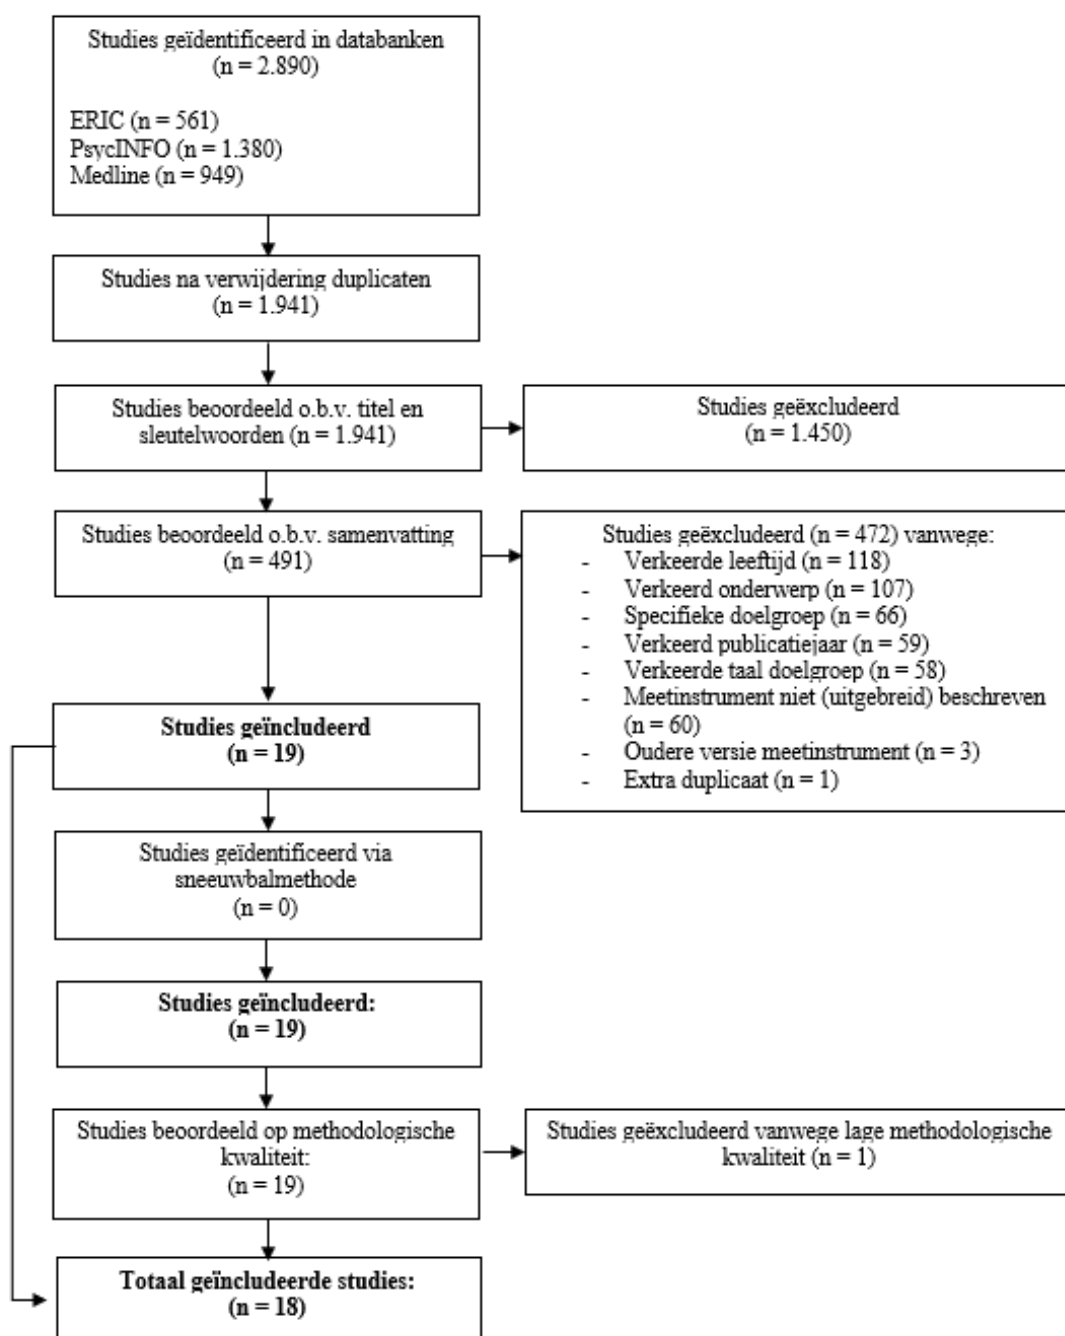 Studies geïdentificeerd in databanken
(n = 2.890)
ERIC (n = 561)
PsycINFO (n = 1.380)
Medline (n = 949)
Studies na verwijdering duplicaten
(n = 1.941)
Studies beoordeeld o.b.v. titel en
sleutelwoorden (n = 1.941)
Studies geëxcludeerd
(n = 1.450)
Studies beoordeeld o.b.v. samenvatting
(n = 491)
Studies geëxcludeerd (n = 472) vanwege:
- Verkeerde leeftijd (n = 118)
- Verkeerd onderwerp (n = 107)
- Specifieke doelgroep (n = 66)
- Verkeerd publicatiejaar (n = 59)
- Verkeerde taal doelgroep (n = 58)
- Meetinstrument niet (uitgebreid) beschreven
(n = 60)
- Oudere versie meetinstrument (n = 3)
- Extra duplicaat (n = 1)
Studies geïncludeerd
(n = 19)
Studies geïdentificeerd via
sneeuwbalmethode
(n = 0)
Studies geïncludeerd:
(n = 19)
Studies beoordeeld op methodologische
kwaliteit:
(n = 19)
Studies geëxcludeerd vanwege lage methodologische
kwaliteit (n = 1)
Totaal geïncludeerde studies:
(n = 18)